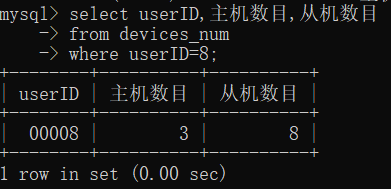 mysql> select userID,主机数目,从机数目
-> from devices_num
-> where userID=8;
+--------+----------+----------+
| userID | 主机数目 | 从机数目 |
+--------+----------+----------+
| 00008 | 3 | 8 |
+--------+----------+----------+
1 row in set (0.00 sec)